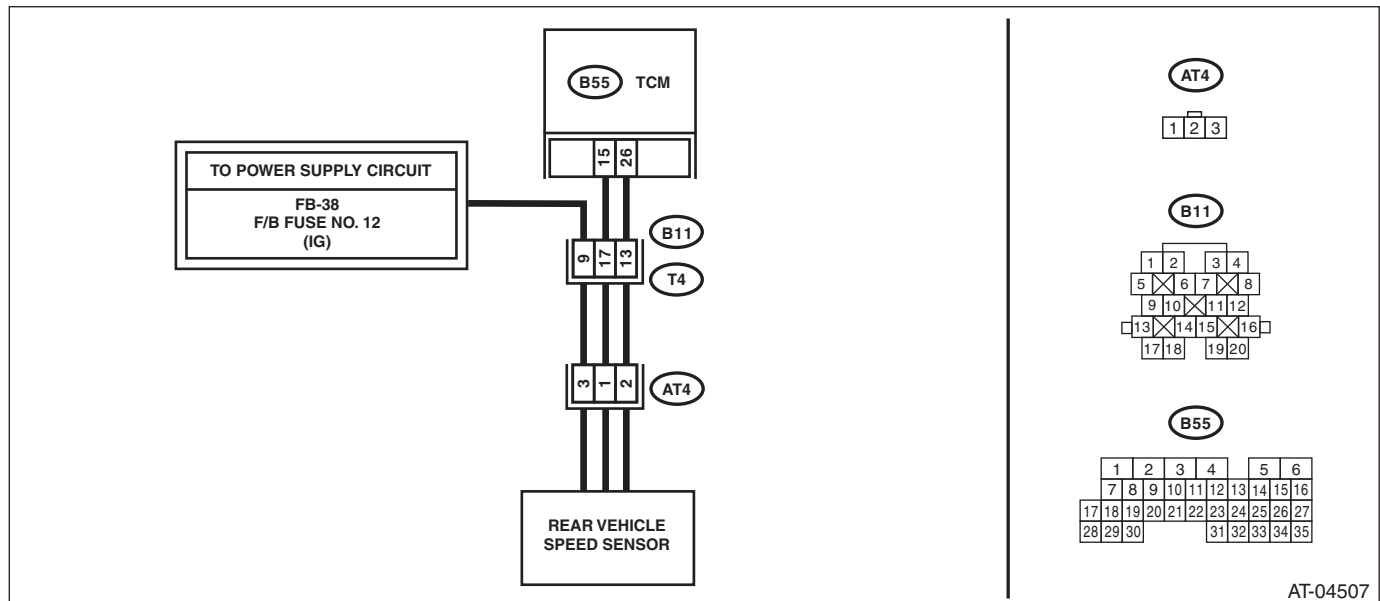 B55 TCM
15 26
TO POWER SUPPLY CIRCUIT
FB-38
F/B FUSE NO. 12
(IG)
B11
9 17 13
T4
3 1 2
AT4
REAR VEHICLE
SPEED SENSOR
AT4
1 2 3
B11
1 2 3 4
5 6 7 8
9 10 11 12
13 14 15 16
17 18 19 20
B55
1 2 3 4 5 6
7 8 9 10 11 12 13 14 15 16
17 18 19 20 21 22 23 24 25 26 27
28 29 30 31 32 33 34 35
AT-04507